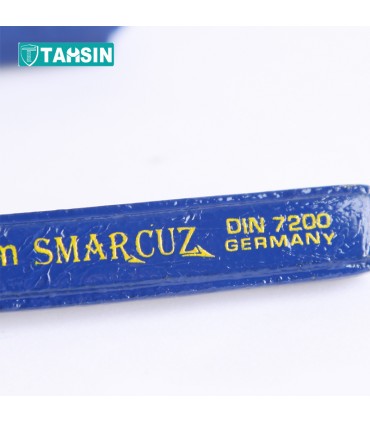 TAHSIN
m SMARCUZ DIN 7200
GERMANY